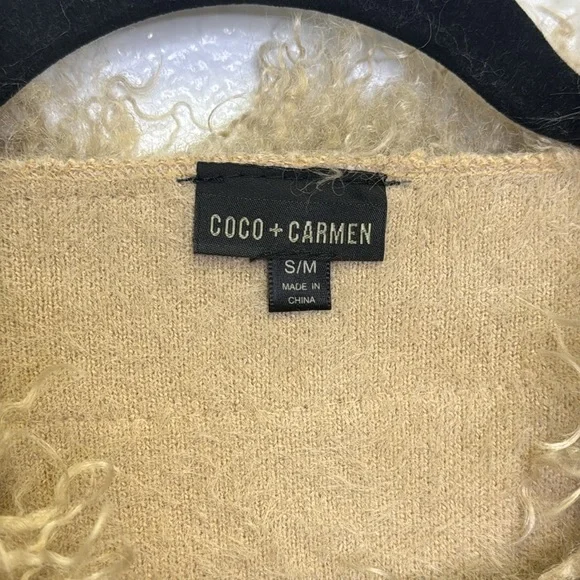 COCO + CARMEN
S/M
MADE IN
CHINA